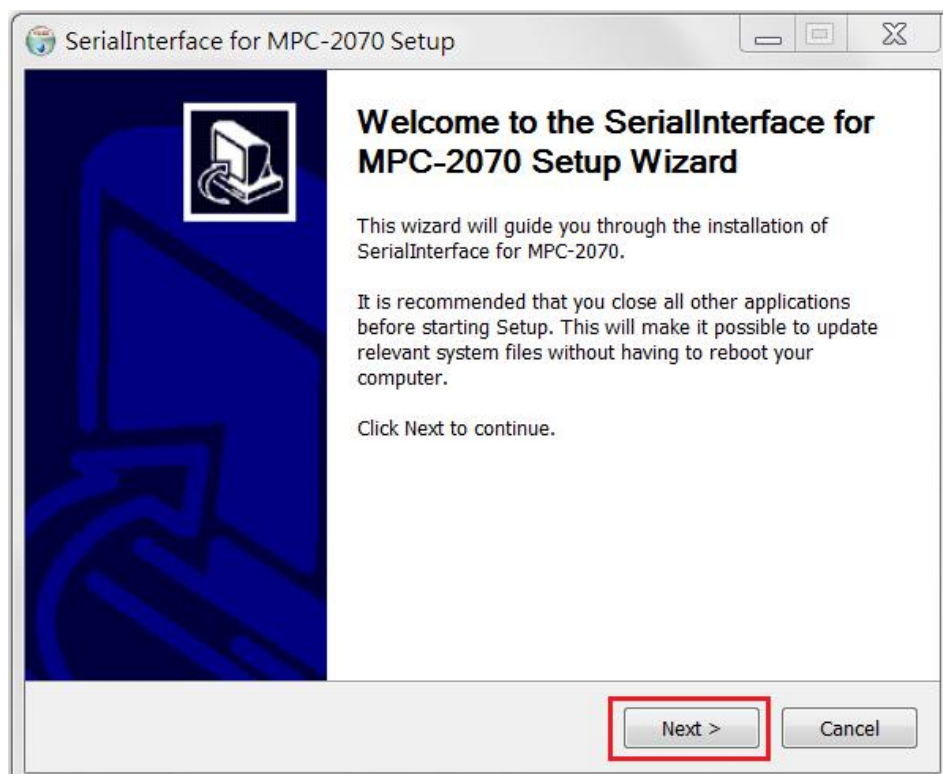 SerialInterface for MPC-2070 Setup
Welcome to the SerialInterface for
MPC-2070 Setup Wizard
This wizard will guide you through the installation of
SerialInterface for MPC-2070.
It is recommended that you close all other applications
before starting Setup. This will make it possible to update
relevant system files without having to reboot your
computer.
Click Next to continue.
Next >
Cancel